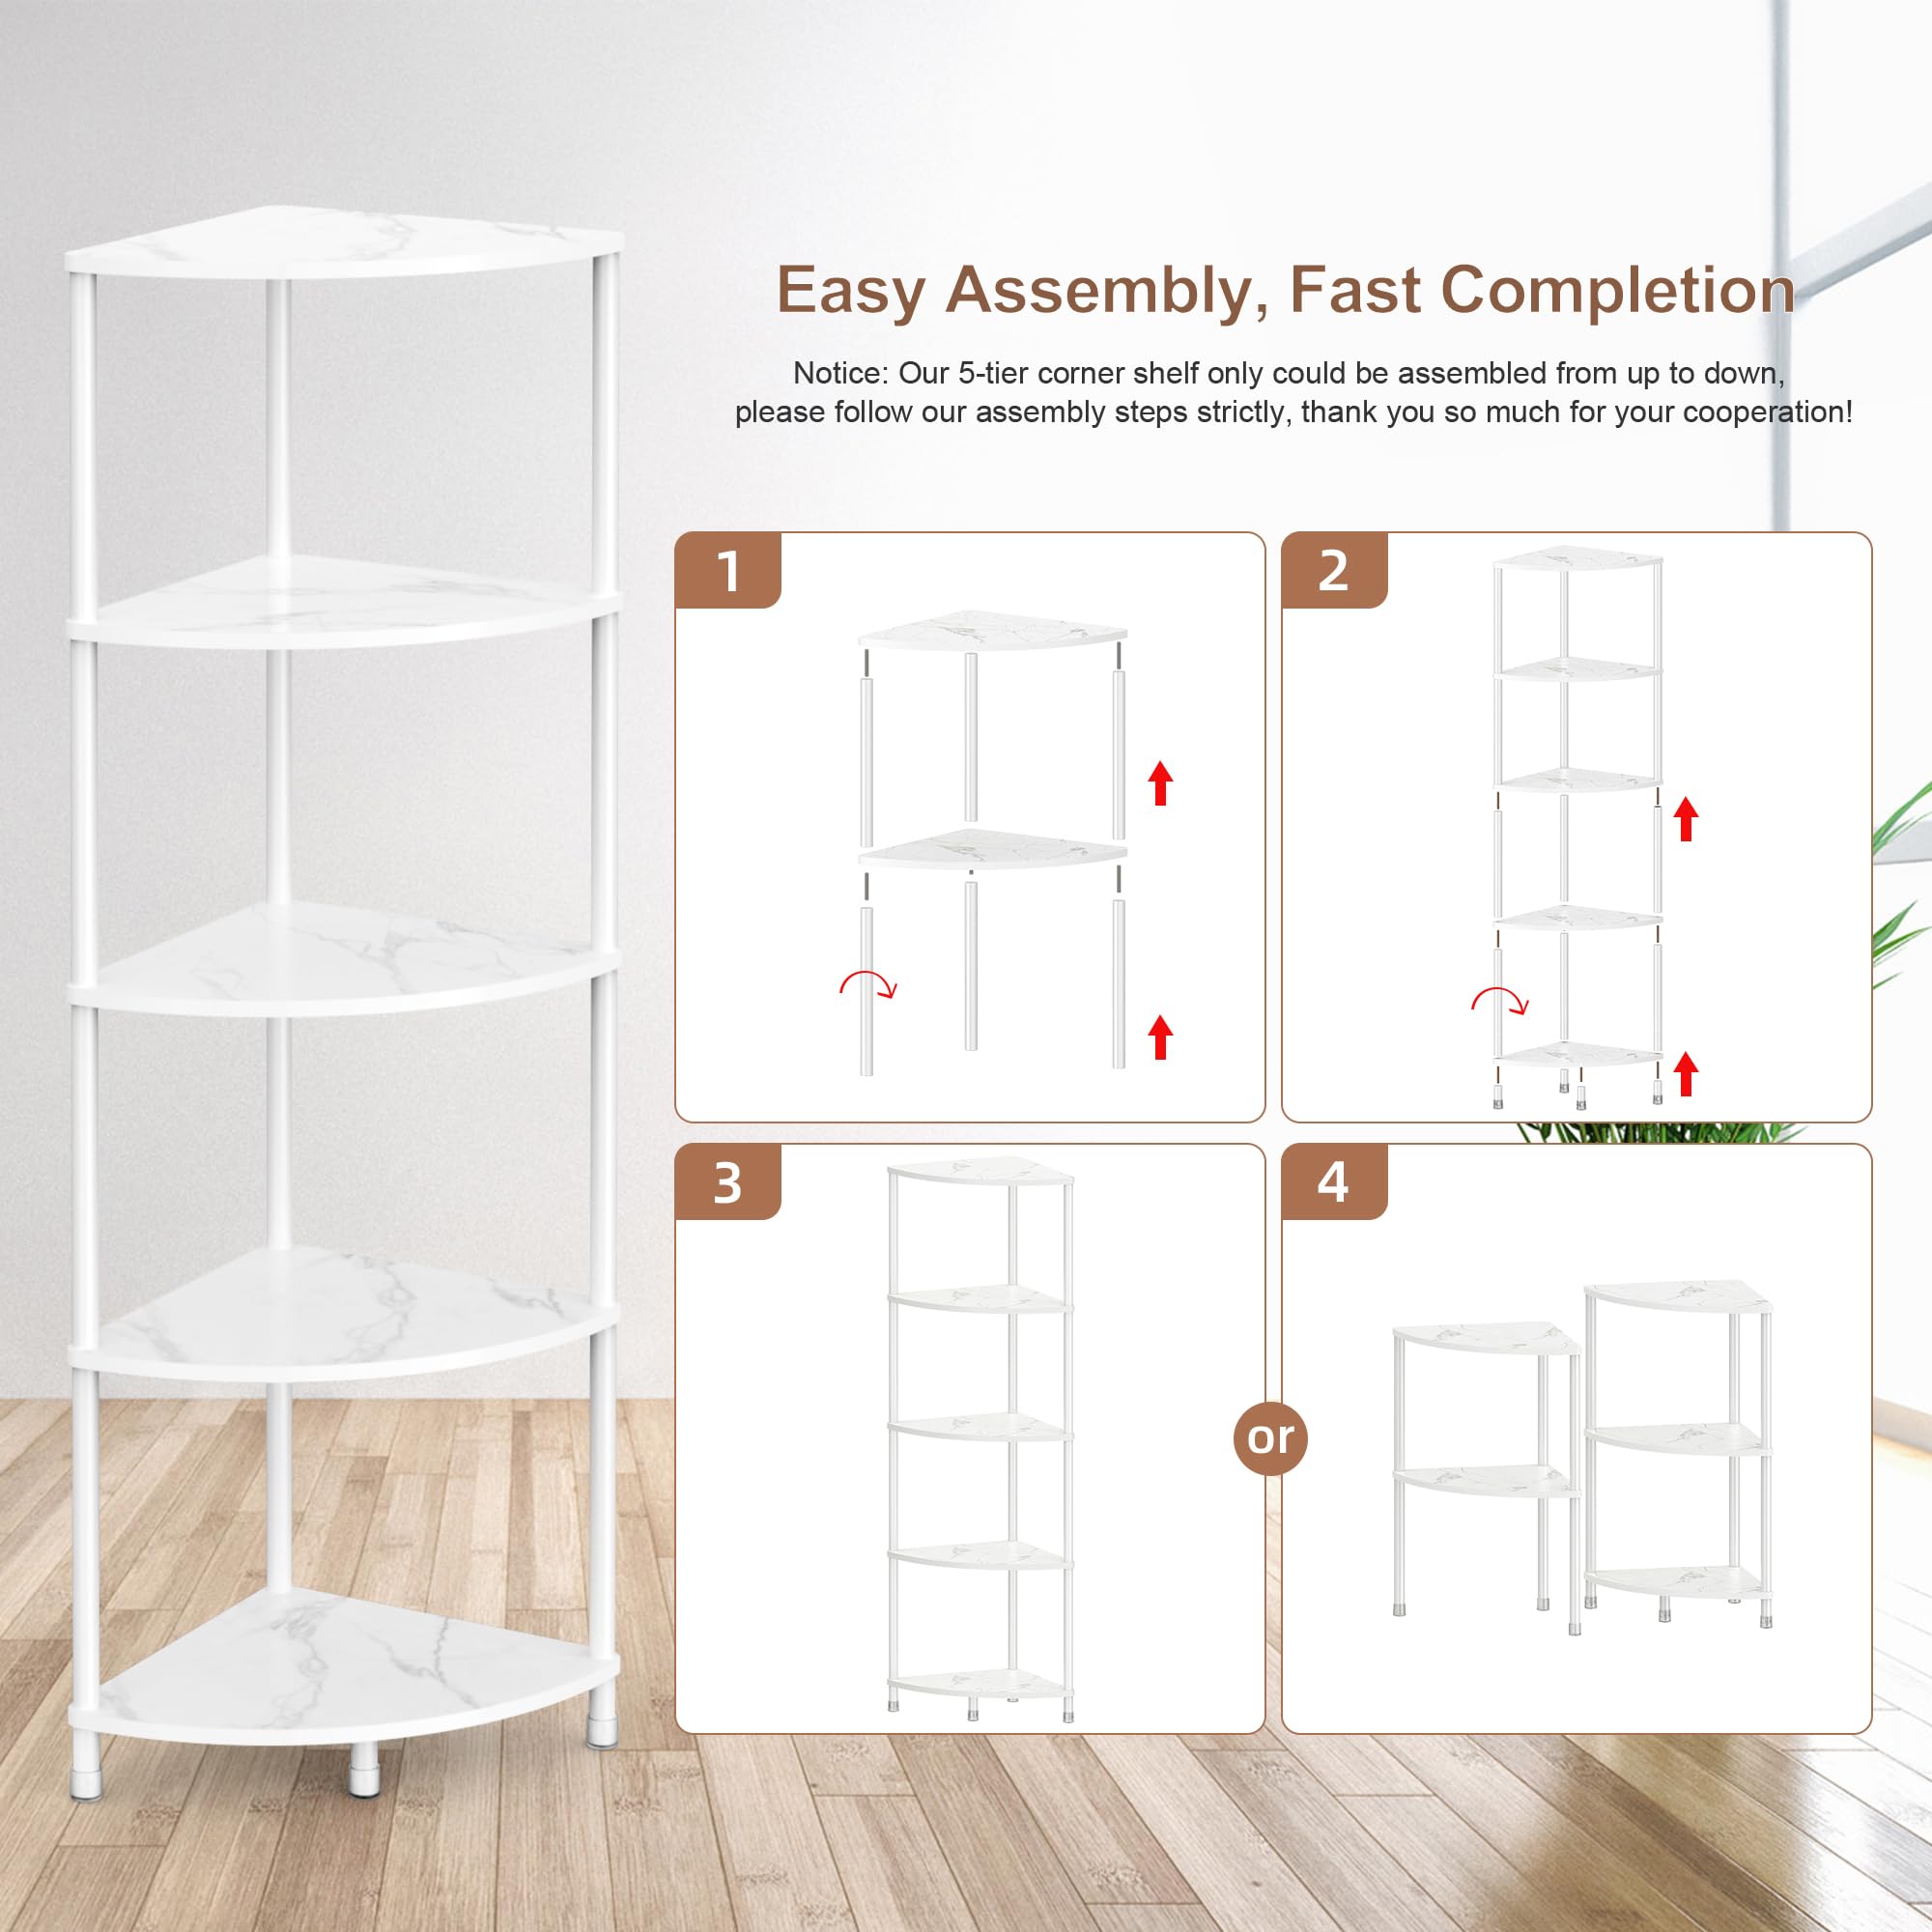 Easy Assembly, Fast Completion
Notice: Our 5-tier corner shelf only could be assembled from up to down,
please follow our assembly steps strictly, thank you so much for your cooperation!
1
2
3
or
4